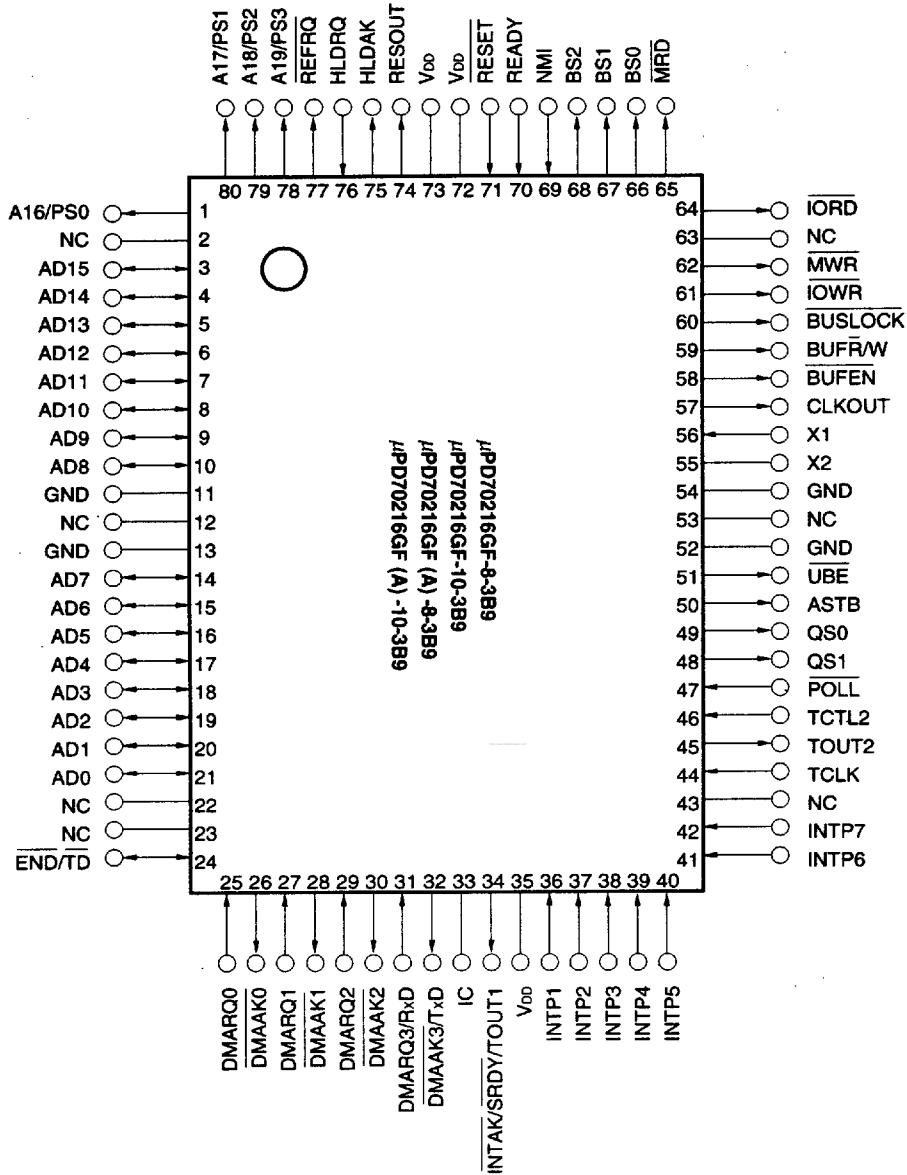 A17/PS1
A18/PS2
A19/PS3
REFRQ
HLDRQ
HLDAK
RESOUT
VDD
VDD
RESET
READY
NMI
BS2
BS1
BS0
MRD
80 79 78 77 76 75 74 73 72 71 70 69 68 67 66 65
A16/PS0 1
NC 2
AD15 3
AD14 4
AD13 5
AD12 6
AD11 7
AD10 8
AD9 9
AD8 10
GND 11
NC 12
GND 13
AD7 14
AD6 15
AD5 16
AD4 17
AD3 18
AD2 19
AD1 20
AD0 21
NC 22
NC 23
END/TD 24
μPD70216GF-8-3B9
μPD70216GF-10-3B9
μPD70216GF (A) -8-3B9
μPD70216GF (A) -10-3B9
64 IORD
63 NC
62 MWR
61 IOWR
60 BUSLOCK
59 BUFR/W
58 BUFEN
57 CLKOUT
56 X1
55 X2
54 GND
53 NC
52 GND
51 UBE
50 ASTB
49 QS0
48 QS1
47 POLL
46 TCTL2
45 TOUT2
44 TCLK
43 NC
42 INTP7
41 INTP6
25 26 27 28 29 30 31 32 33 34 35 36 37 38 39 40
DMARQ0
DMAAK0
DMARQ1
DMAAK1
DMARQ2
DMAAK2
DMARQ3/RxD
DMAAK3/TxD
IC
INTAK/SRDY/TOUT1
VDD
INTP1
INTP2
INTP3
INTP4
INTP5